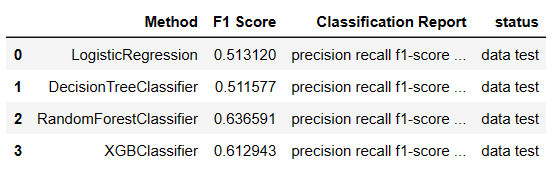 Method F1 Score Classification Report status
0 LogisticRegression 0.513120 precision recall f1-score ... data test
1 DecisionTreeClassifier 0.511577 precision recall f1-score ... data test
2 RandomForestClassifier 0.636591 precision recall f1-score ... data test
3 XGBClassifier 0.612943 precision recall f1-score ... data test